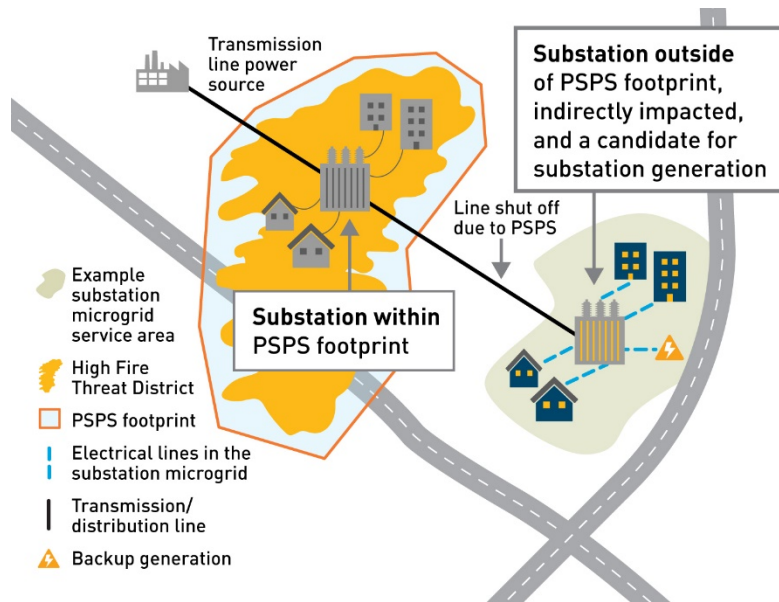 Transmission
line power
source
Substation outside
of PSPS footprint,
indirectly impacted,
and a candidate for
substation generation
Line shut off
due to PSPS
Substation within
PSPS footprint
Example
substation
microgrid
service area
High Fire
Threat District
PSPS footprint
Electrical lines in the
substation microgrid
Transmission/
distribution line
Backup generation